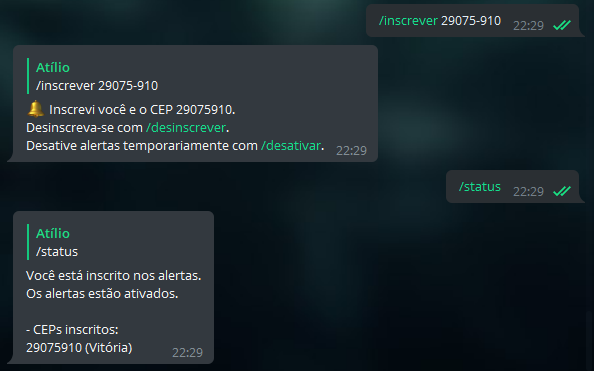 /inscrever 29075-910 22:29
Atílio
/inscrever 29075-910
🔔 Inscrevi você e o CEP 29075910.
Desinscreva-se com /desinscrever.
Desative alertas temporariamente com /desativar. 22:29
/status 22:29
Atílio
/status
Você está inscrito nos alertas.
Os alertas estão ativados.
- CEPs inscritos:
29075910 (Vitória) 22:29